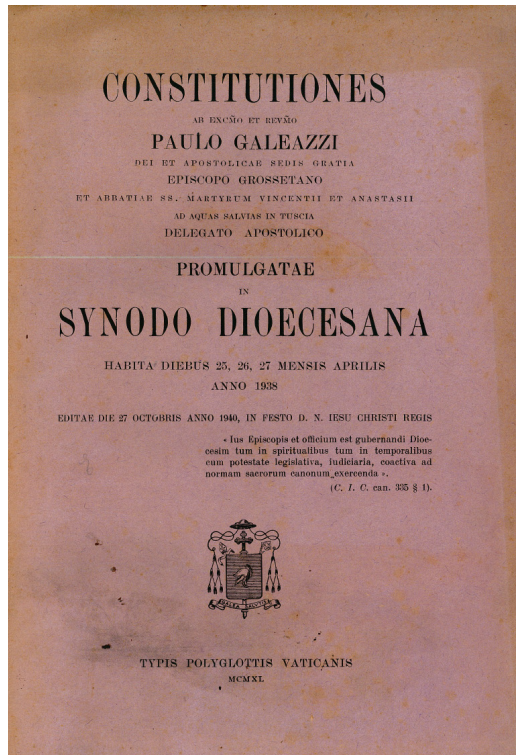 CONSTITUTIONES
AB EXCM̃O ET REVM̃O
PAULO GALEAZZI
DEI ET APOSTOLICAE SEDIS GRATIA
EPISCOPO GROSSETANO
ET ABBATIAE SS. MARTYRUM VINCENTII ET ANASTASII
AD AQUAS SALVIAS IN TUSCIA
DELEGATO APOSTOLICO
PROMULGATAE
IN
SYNODO DIOECESANA
HABITA DIEBUS 25, 26, 27 MENSIS APRILIS
ANNO 1938
EDITAE DIE 27 OCTOBRIS ANNO 1940, IN FESTO D. N. IESU CHRISTI REGIS
« Ius Episcopis et officium est gubernandi Dioe-
cesim tum in spiritualibus tum in temporalibus
cum potestate legislativa, iudiciaria, coactiva ad
normam sacrorum canonum exercenda ».
(C. I. C. can. 335 § 1).
GALEA SALUTIS
TYPIS POLYGLOTTIS VATICANIS
MCMXL